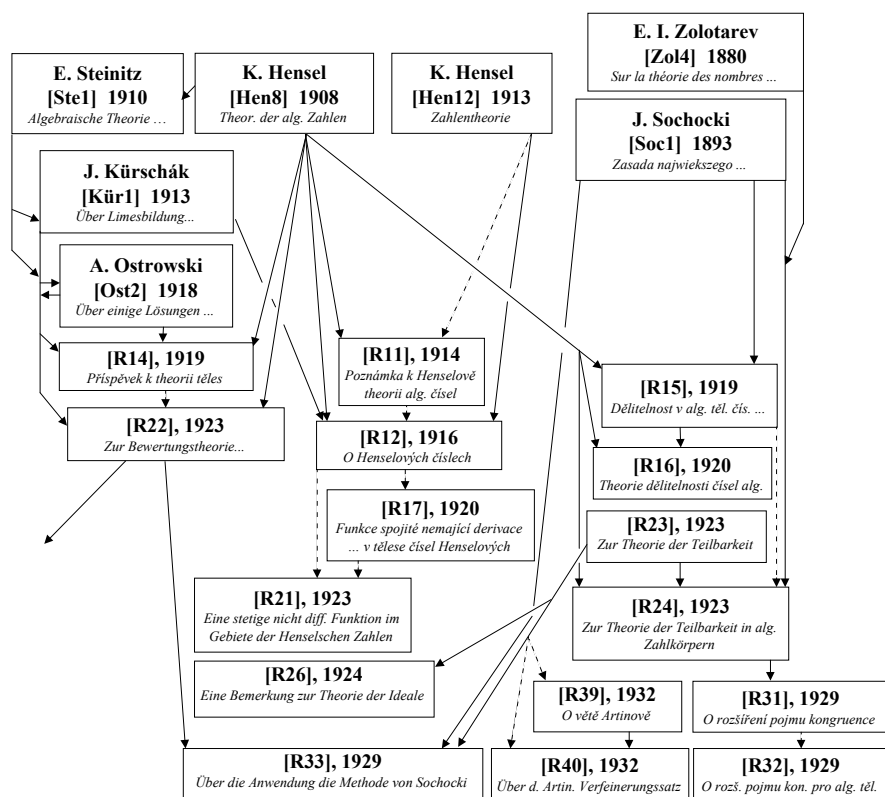 E. I. Zolotarev
[Zol4] 1880
Sur la théorie des nombres ...
E. Steinitz
[Ste1] 1910
Algebraische Theorie …
K. Hensel
[Hen8] 1908
Theor. der alg. Zahlen
K. Hensel
[Hen12] 1913
Zahlentheorie
J. Sochocki
[Soc1] 1893
Zasada najwiekszego ...
J. Kürschák
[Kür1] 1913
Über Limesbildung...
A. Ostrowski
[Ost2] 1918
Über einige Lösungen ...
[R14], 1919
Příspěvek k theorii těles
[R11], 1914
Poznámka k Henselově
theorii alg. čísel
[R15], 1919
Dělitelnost v alg. těl. čís. ...
[R22], 1923
Zur Bewertungstheorie...
[R12], 1916
O Henselových číslech
[R16], 1920
Theorie dělitelnosti čísel alg.
[R17], 1920
Funkce spojité nemající derivace
... v tělese čísel Henselových
[R23], 1923
Zur Theorie der Teilbarkeit
[R21], 1923
Eine stetige nicht diff. Funktion im
Gebiete der Henselschen Zahlen
[R24], 1923
Zur Theorie der Teilbarkeit in alg.
Zahlkörpern
[R26], 1924
Eine Bemerkung zur Theorie der Ideale
[R39], 1932
O větě Artinově
[R31], 1929
O rozšíření pojmu kongruence
[R33], 1929
Über die Anwendung die Methode von Sochocki
[R40], 1932
Über d. Artin. Verfeinerungssatz
[R32], 1929
O rozš. pojmu kon. pro alg. těl.